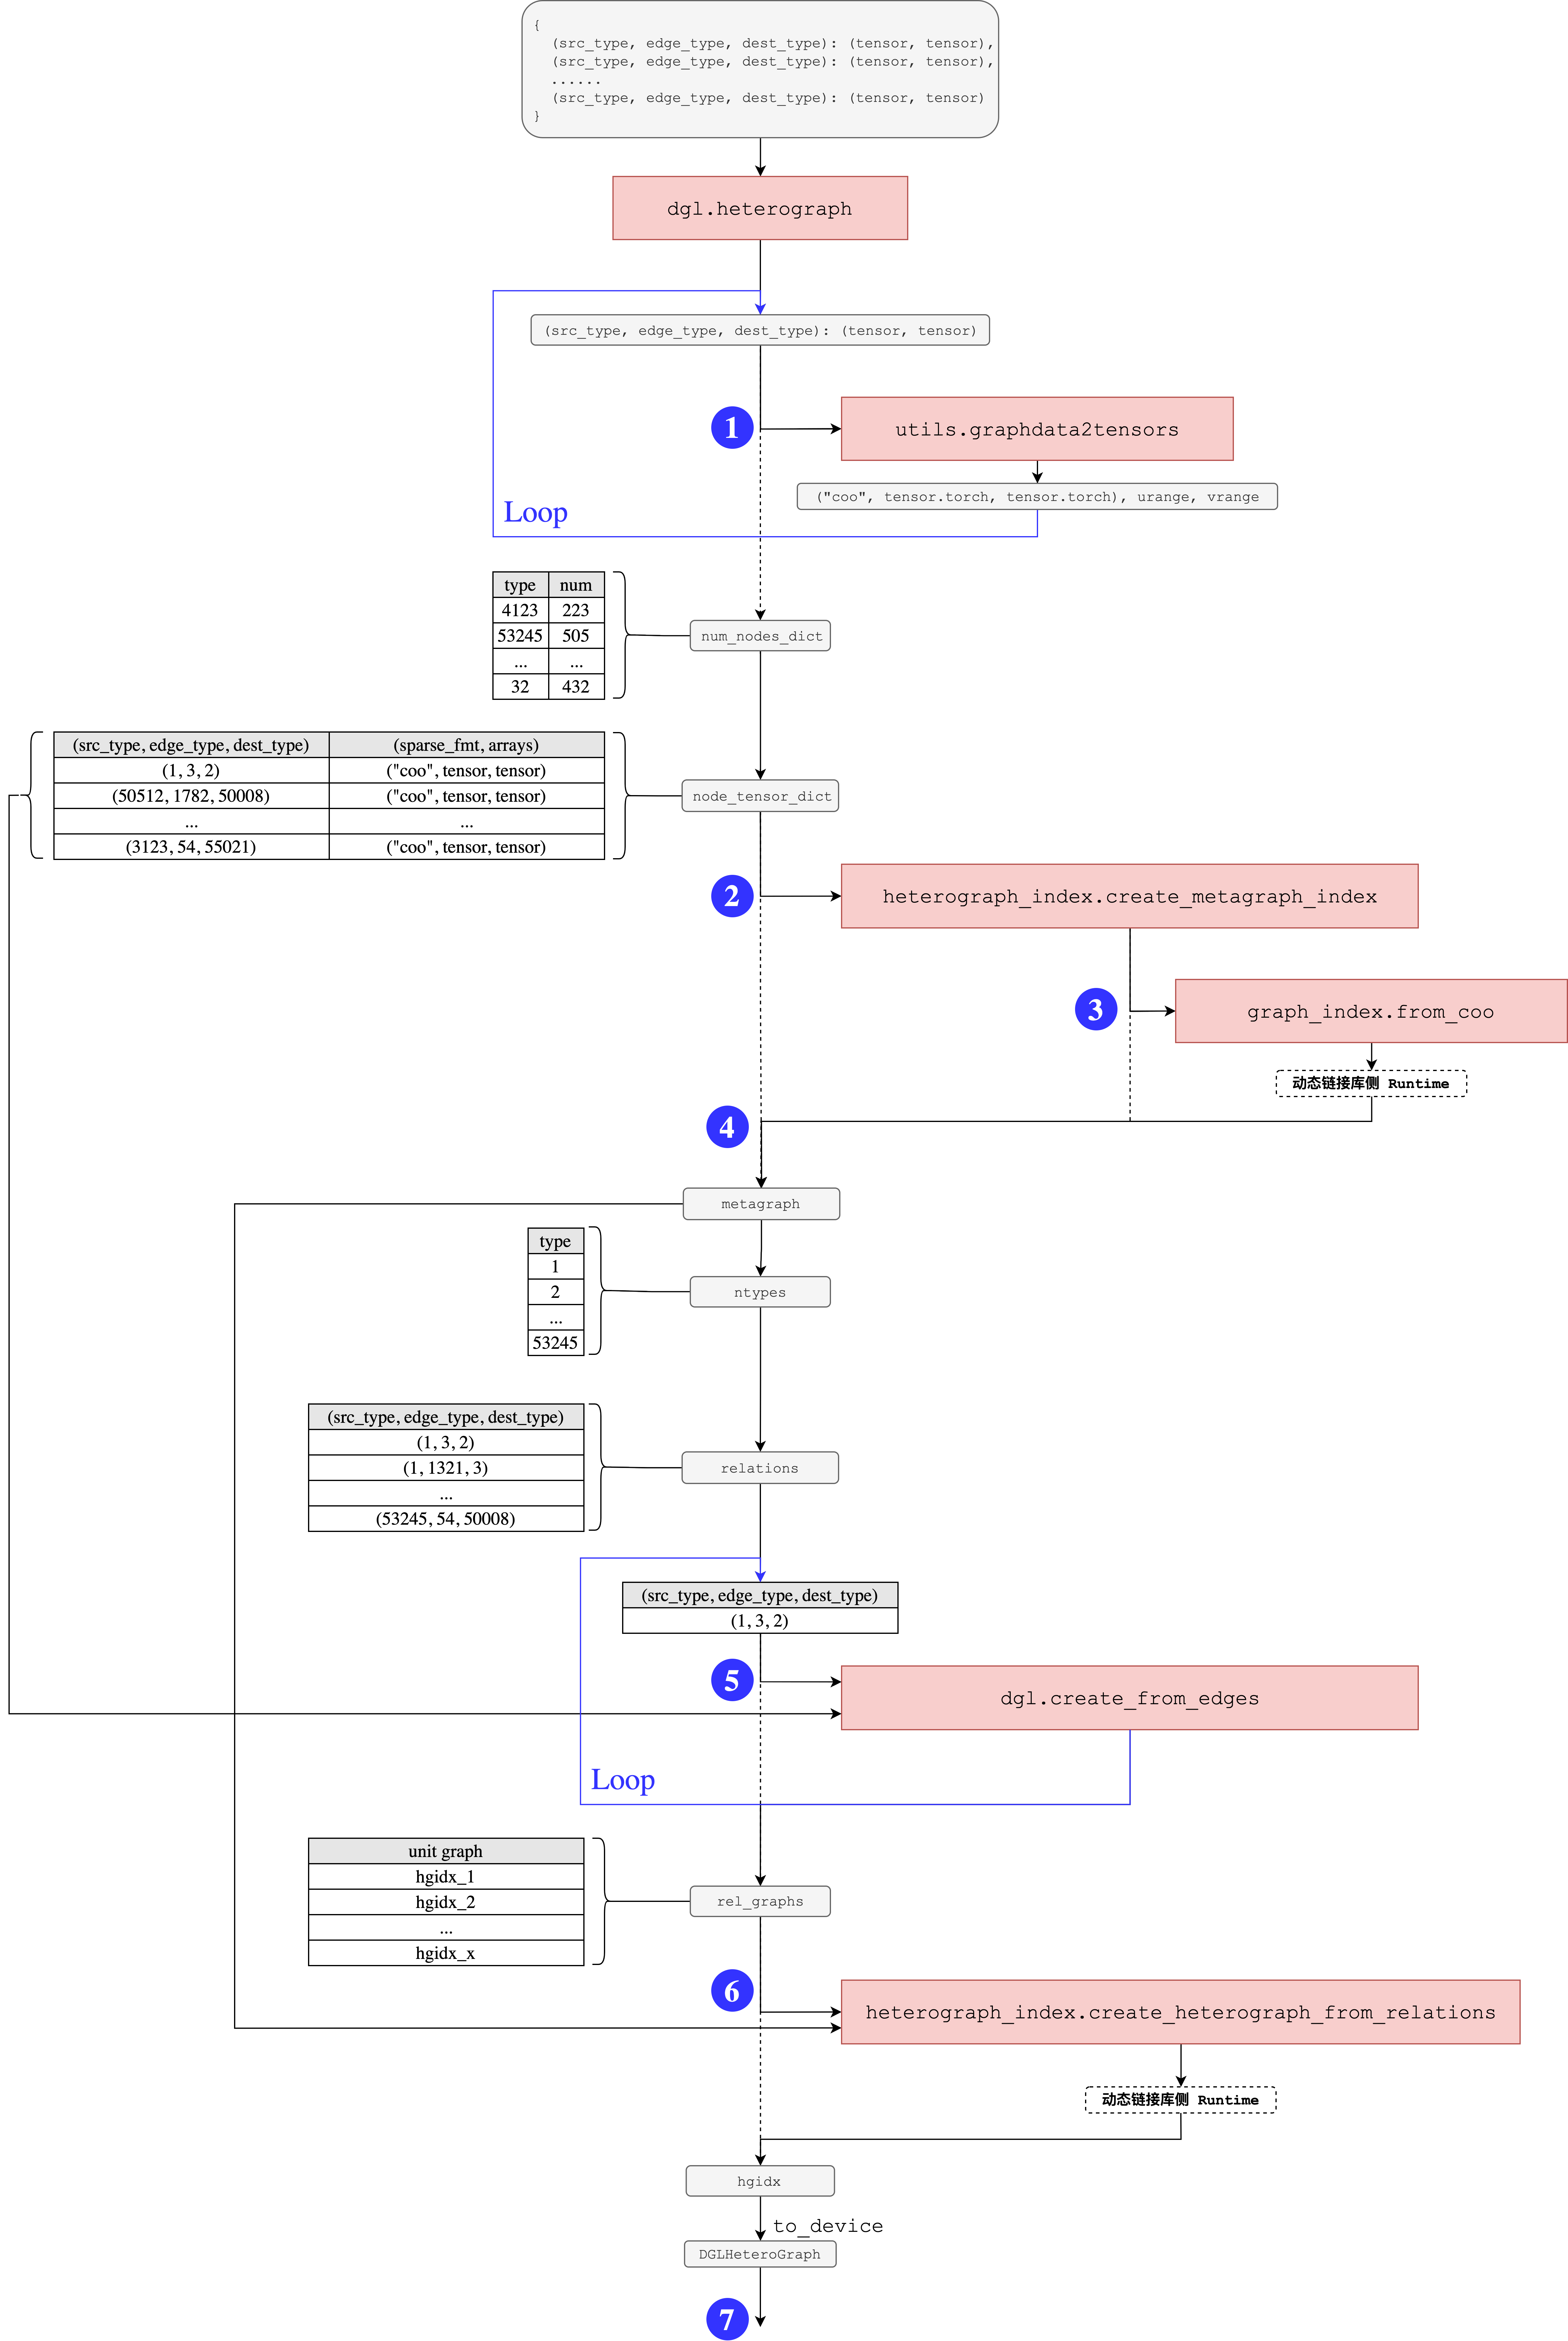 {
(src_type, edge_type, dest_type): (tensor, tensor),
(src_type, edge_type, dest_type): (tensor, tensor),
......
(src_type, edge_type, dest_type): (tensor, tensor)
}
dgl.heterograph
(src_type, edge_type, dest_type): (tensor, tensor)
1
utils.graphdata2tensors
("coo", tensor.torch, tensor.torch), urange, vrange
Loop
type num
4123 223
53245 505
... ...
32 432
num_nodes_dict
(src_type, edge_type, dest_type) (sparse_fmt, arrays)
(1, 3, 2) ("coo", tensor, tensor)
(50512, 1782, 50008) ("coo", tensor, tensor)
... ...
(3123, 54, 55021) ("coo", tensor, tensor)
node_tensor_dict
2
heterograph_index.create_metagraph_index
3
graph_index.from_coo
动态链接库侧 Runtime
4
metagraph
type
1
2
...
53245
ntypes
(src_type, edge_type, dest_type)
(1, 3, 2)
(1, 1321, 3)
...
(53245, 54, 50008)
relations
(src_type, edge_type, dest_type)
(1, 3, 2)
5
dgl.create_from_edges
Loop
unit graph
hgidx_1
hgidx_2
...
hgidx_x
rel_graphs
6
heterograph_index.create_heterograph_from_relations
动态链接库侧 Runtime
hgidx
to_device
DGLHeteroGraph
7